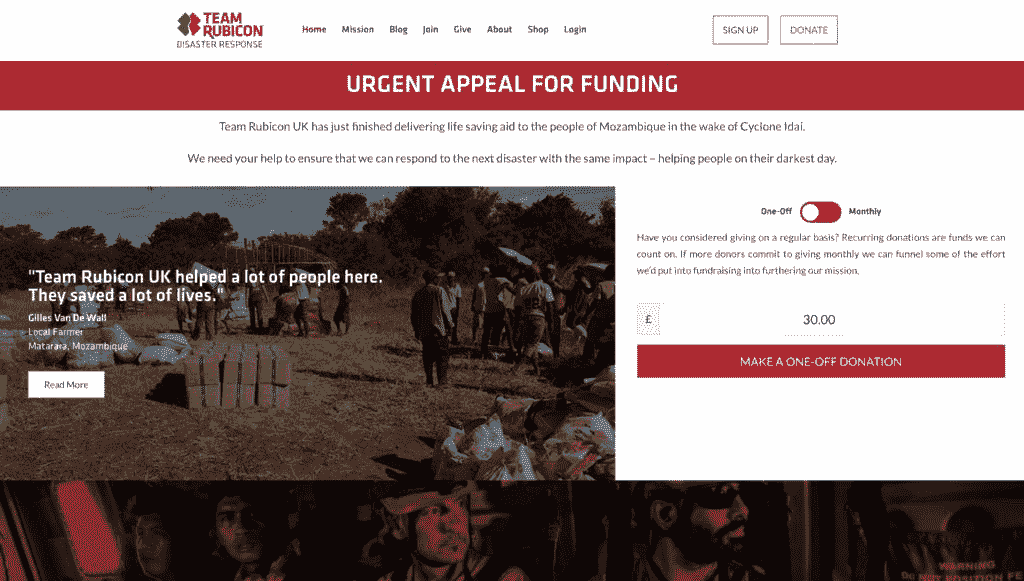 TEAM
RUBICON
DISASTER RESPONSE
Home Mission Blog Join Give About Shop Login
SIGN UP DONATE
URGENT APPEAL FOR FUNDING
Team Rubicon UK has just finished delivering life saving aid to the people of Mozambique in the wake of Cyclone Idai.
We need your help to ensure that we can respond to the next disaster with the same impact – helping people on their darkest day.
"Team Rubicon UK helped a lot of people here.
They saved a lot of lives."
Gilles Van De Wall
Local Farmer
Matarara, Mozambique
Read More
One-Off Monthly
Have you considered giving on a regular basis? Recurring donations are funds we can
count on. If more donors commit to giving monthly we can funnel some of the effort
we'd put into fundraising into furthering our mission.
£ 30.00
MAKE A ONE-OFF DONATION
WARNING
DO NOT POSITION